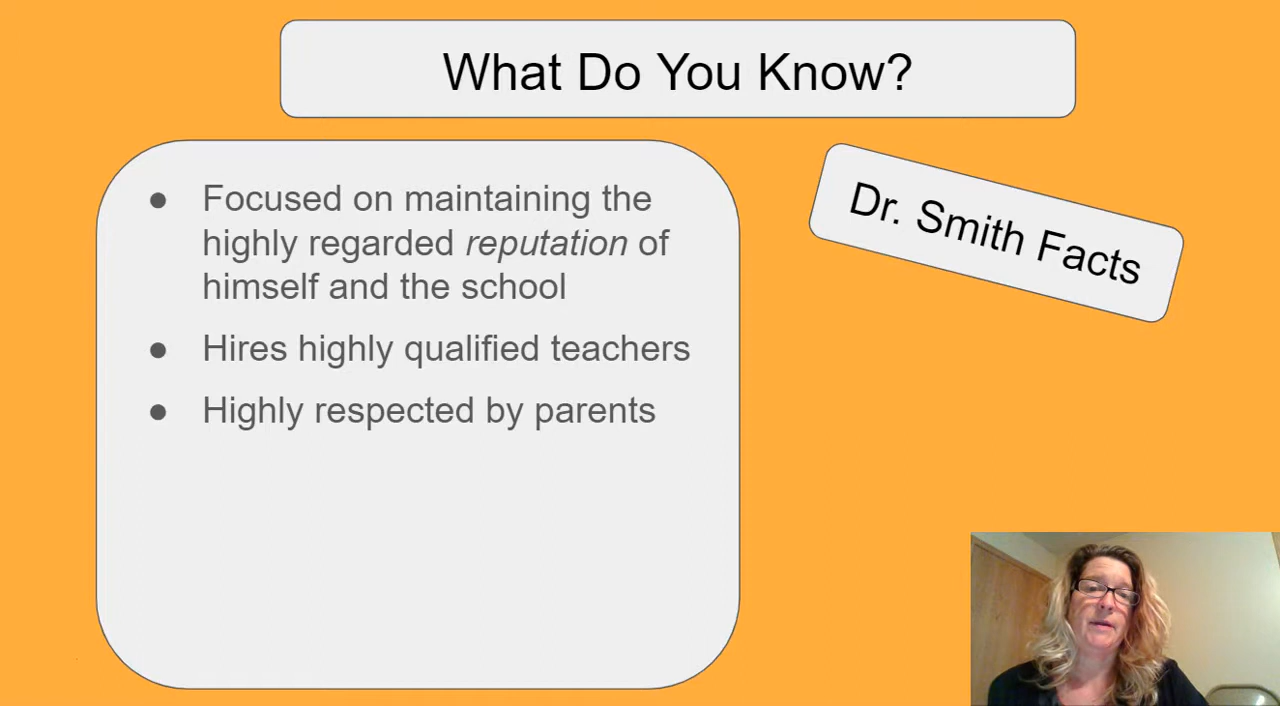 What Do You Know?
Dr. Smith Facts
● Focused on maintaining the
highly regarded reputation of
himself and the school
● Hires highly qualified teachers
● Highly respected by parents